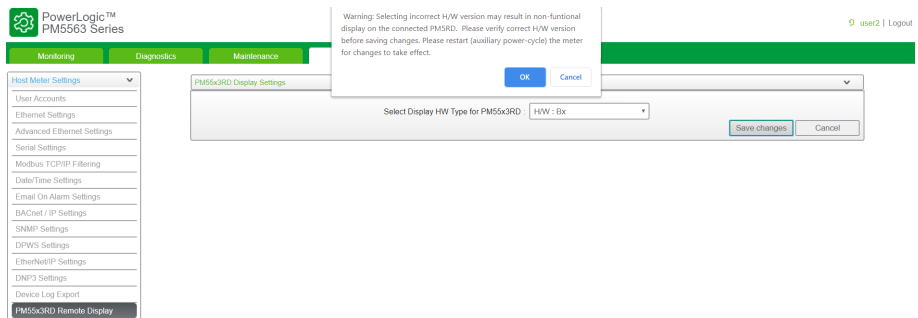 PowerLogic™
PM5563 Series
Warning: Selecting incorrect H/W version may result in non-funtional
display on the connected PM5RD. Please verify correct H/W version
before saving changes. Please restart (auxiliary power-cycle) the meter
for changes to take effect.
OK Cancel
user2 | Logout
Monitoring Diagnostics Maintenance
Host Meter Settings
User Accounts
Ethernet Settings
Advanced Ethernet Settings
Serial Settings
Modbus TCP/IP Filtering
Date/Time Settings
Email On Alarm Settings
BACnet / IP Settings
SNMP Settings
DPWS Settings
EtherNet/IP Settings
DNP3 Settings
Device Log Export
PM55x3RD Remote Display
PM55x3RD Display Settings
Select Display HW Type for PM55x3RD : H/W : Bx
Save changes Cancel